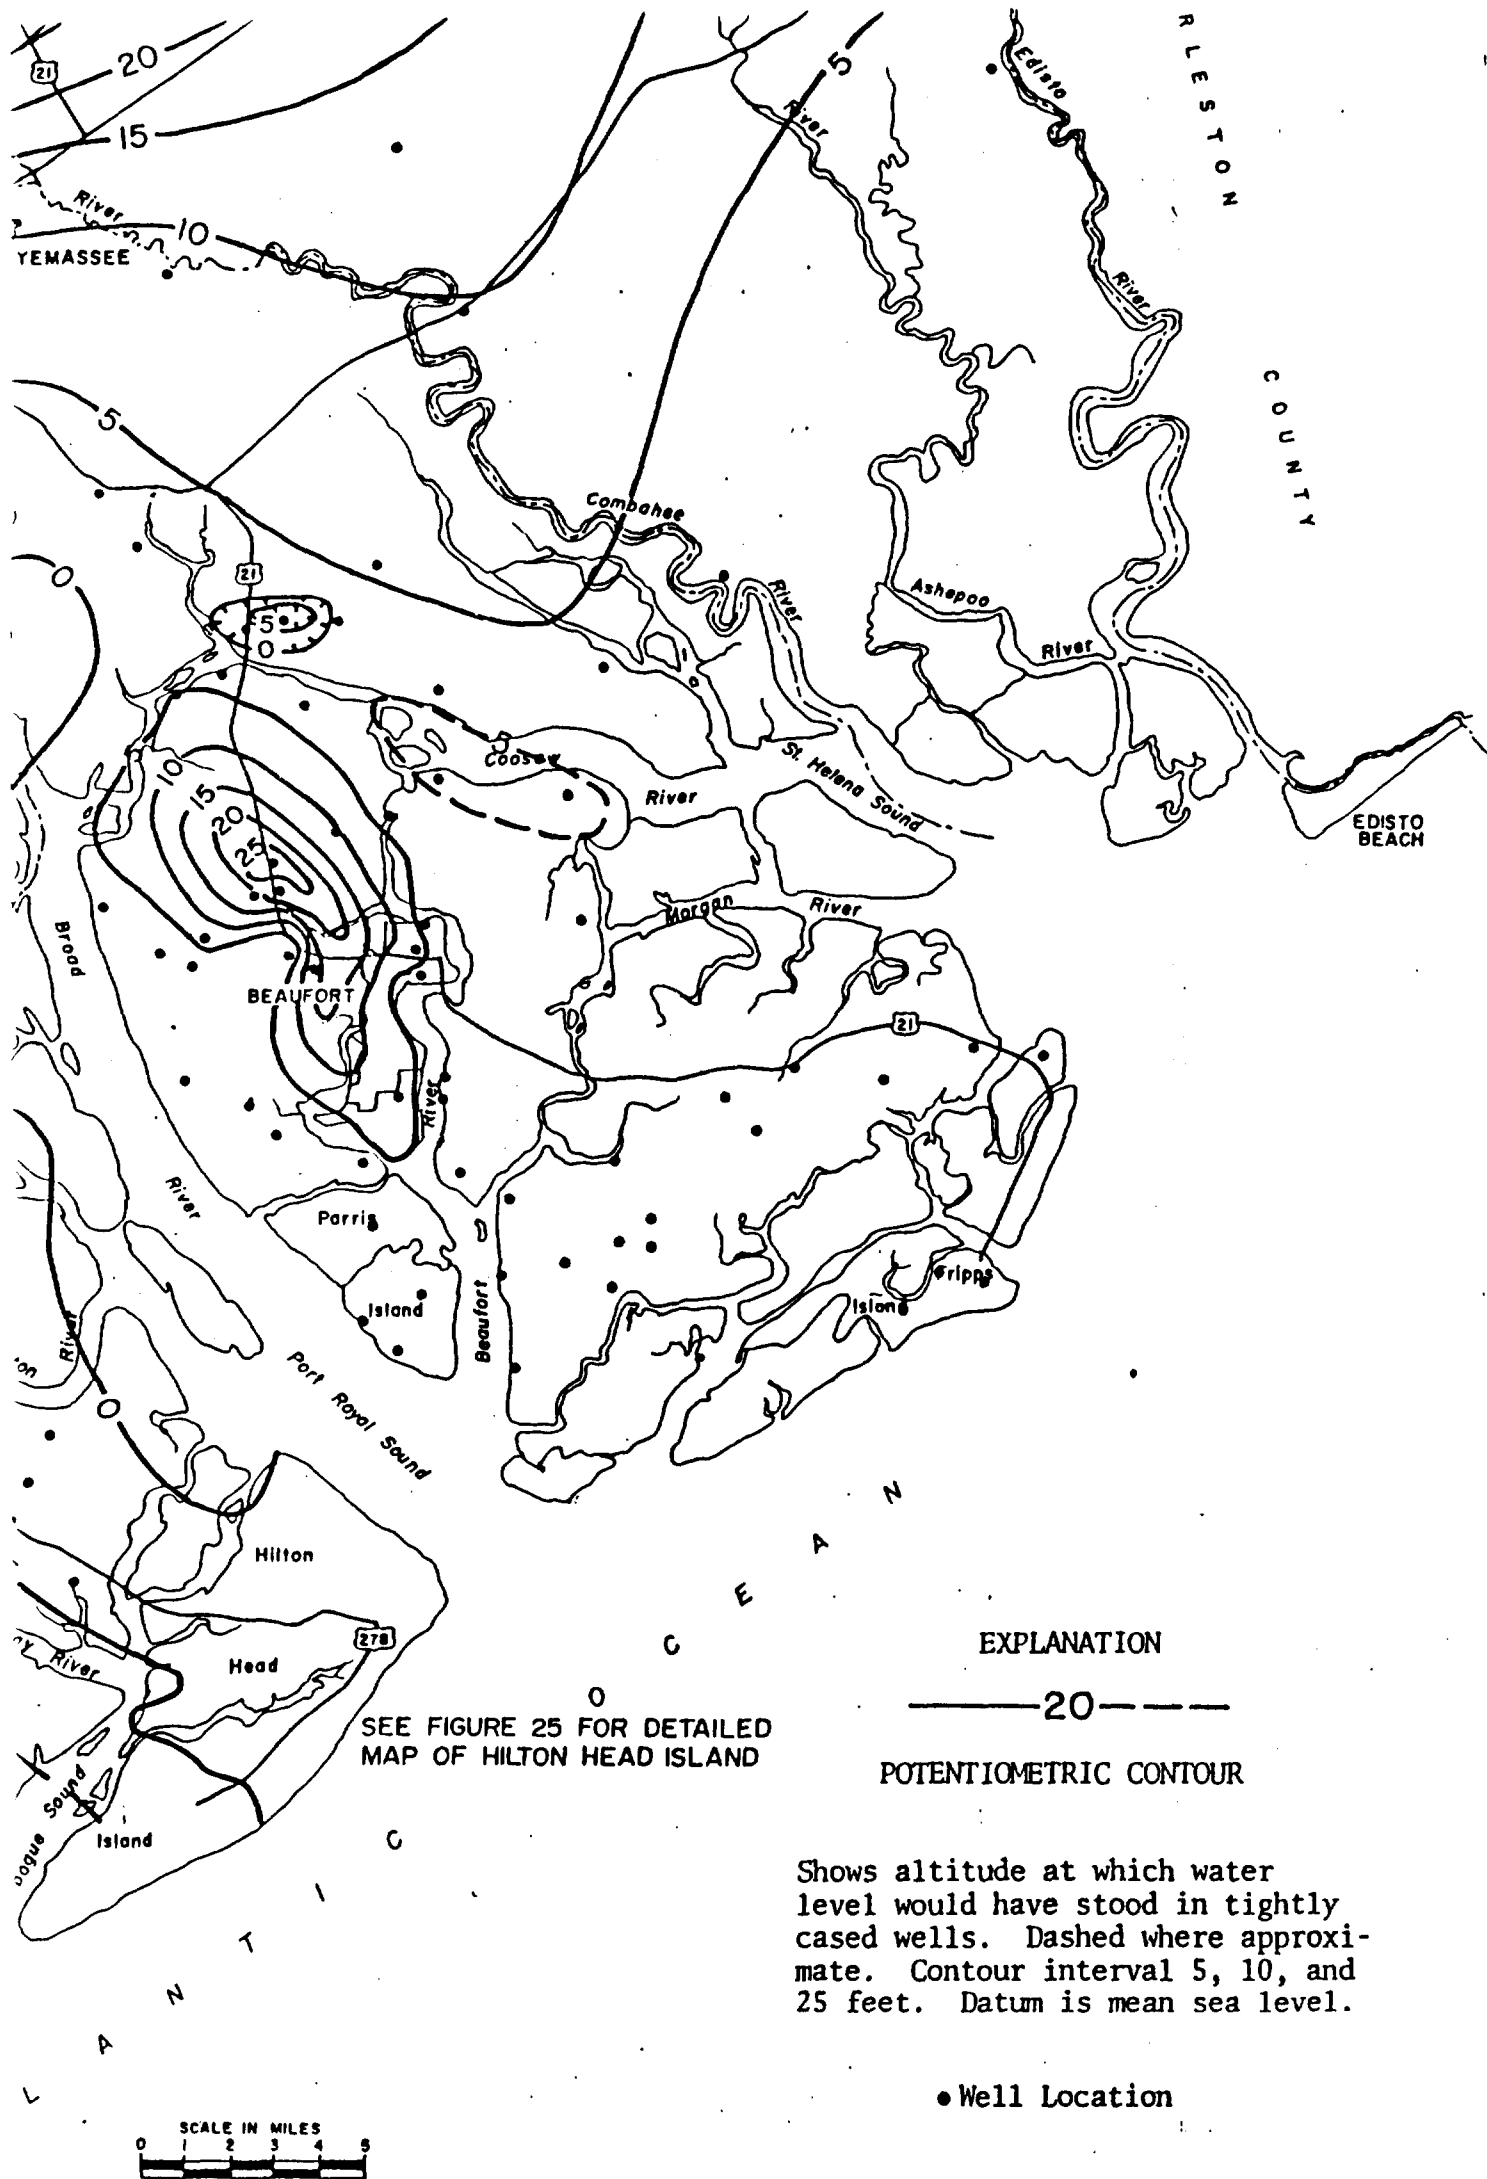 RLESTON
COUNTY
21
20
15
River
10
YEMASSEE
5
5
River
Edisto
River
Combahee
River
Ashepoo
River
0
21
5
0
5
Coosaw
River
St. Helena Sound
EDISTO
BEACH
10
15
20
25
Morgan
River
Broad
River
BEAUFORT
21
River
Beaufort
Parris
Island
Fripps
Island
River
on
0
Port Royal Sound
Hilton
Head
Island
278
River
Sound
ATLANTIC OCEAN
SEE FIGURE 25 FOR DETAILED
MAP OF HILTON HEAD ISLAND
EXPLANATION
20
POTENTIOMETRIC CONTOUR
Shows altitude at which water
level would have stood in tightly
cased wells. Dashed where approxi-
mate. Contour interval 5, 10, and
25 feet. Datum is mean sea level.
Well Location
SCALE IN MILES
0 1 2 3 4 5